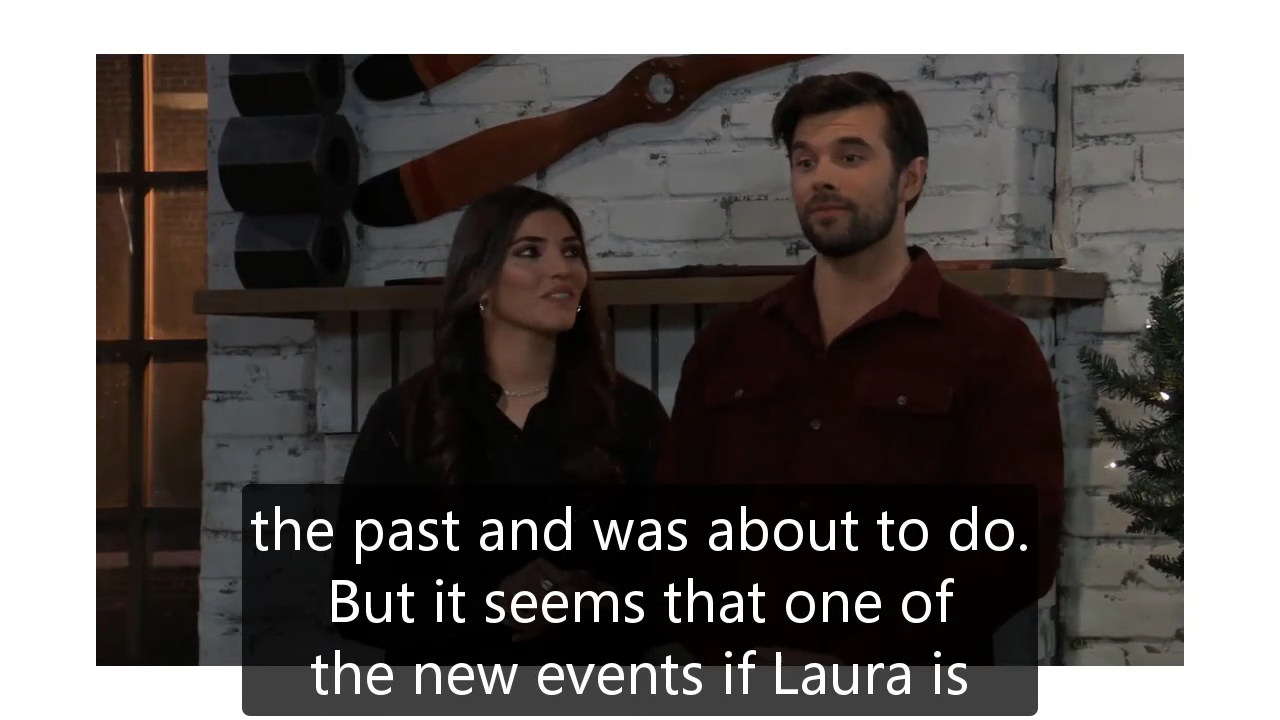 the past and was about to do.
But it seems that one of
the new events if Laura is